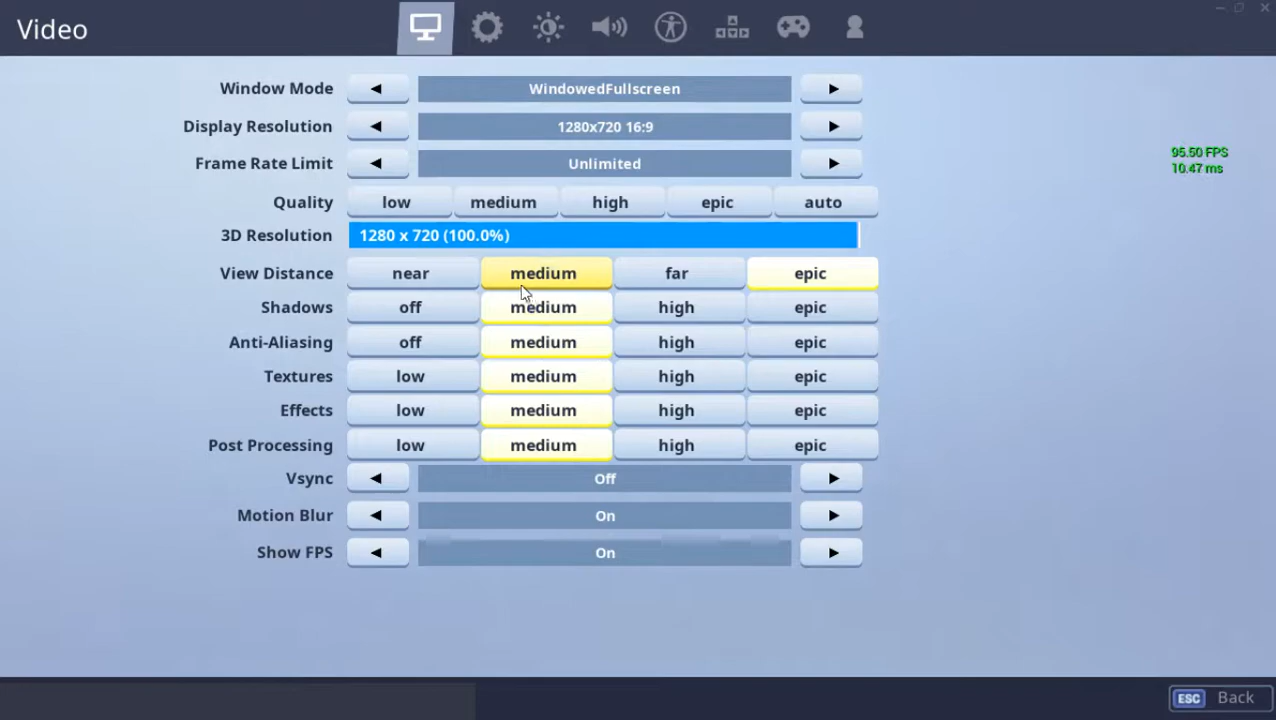 Video
Window Mode WindowedFullscreen
Display Resolution 1280x720 16:9
95.50 FPS
10.47 ms
Frame Rate Limit Unlimited
Quality low medium high epic auto
3D Resolution 1280 x 720 (100.0%)
View Distance near medium far epic
Shadows off medium high epic
Anti-Aliasing off medium high epic
Textures low medium high epic
Effects low medium high epic
Post Processing low medium high epic
Vsync Off
Motion Blur On
Show FPS On
ESC Back